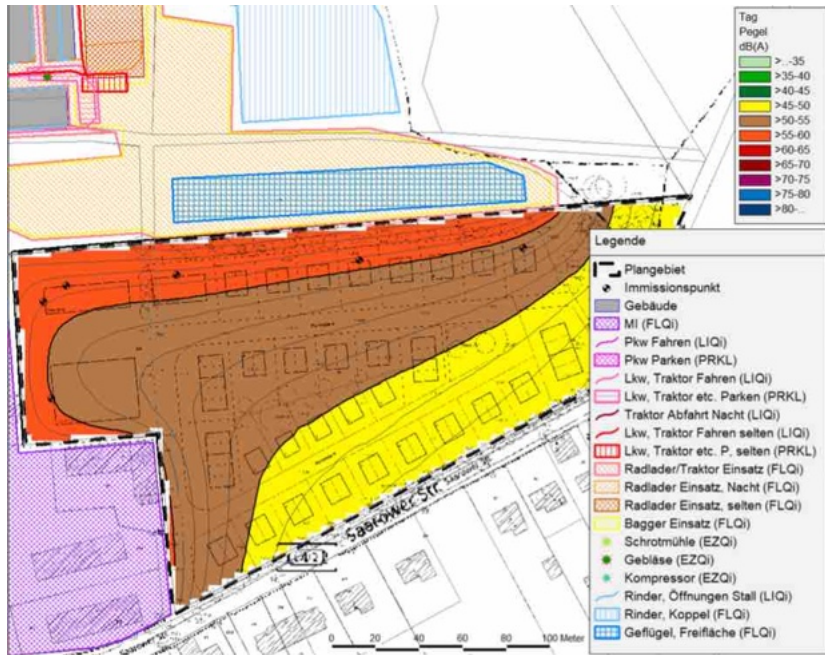 Tag
Pegel
dB(A)
>..-35
>35-40
>40-45
>45-50
>50-55
>55-60
>60-65
>65-70
>70-75
>75-80
>80-..
Legende
Plangebiet
Immissionspunkt
Gebäude
MI (FLQi)
Pkw Fahren (LIQi)
Pkw Parken (PRKL)
Lkw, Traktor Fahren (LIQi)
Lkw, Traktor etc. Parken (PRKL)
Traktor Abfahrt Nacht (LIQi)
Lkw, Traktor Fahren selten (LIQi)
Lkw, Traktor etc. P, selten (PRKL)
Radlader/Traktor Einsatz (FLQi)
Radlader Einsatz, Nacht (FLQi)
Radlader Einsatz, selten (FLQi)
Bagger Einsatz (FLQi)
Schrotmühle (EZQi)
Gebläse (EZQi)
Kompressor (EZQi)
Rinder, Öffnungen Stall (LIQi)
Rinder, Koppel (FLQi)
Geflügel, Freifläche (FLQi)
Saarower Str.
0 20 40 60 80 100 Meter